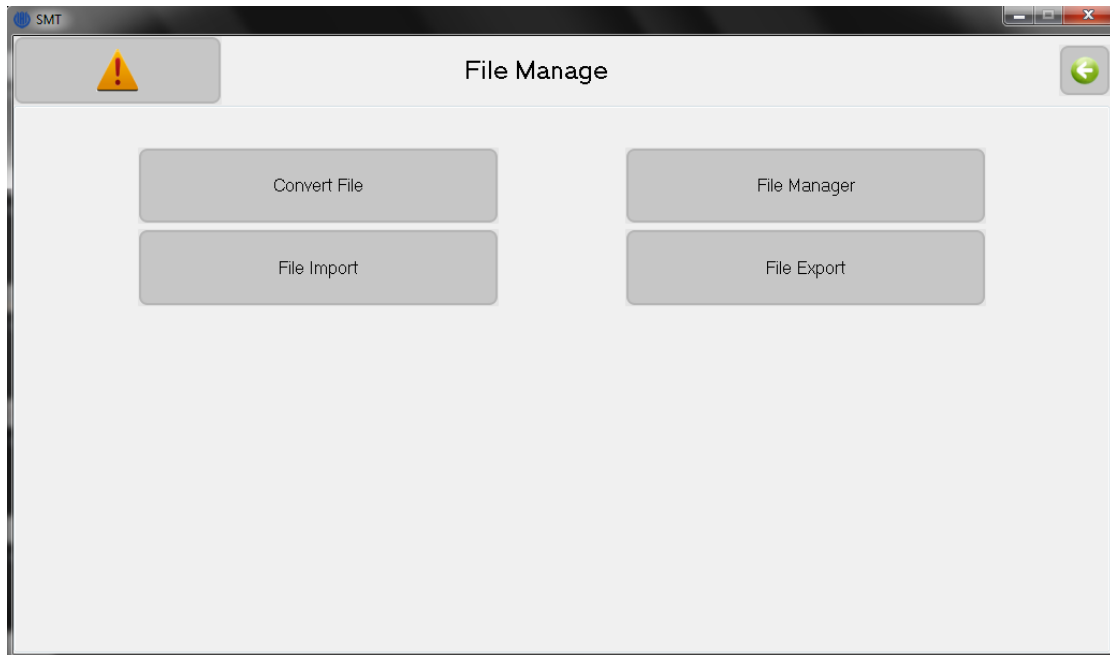 SMT
File Manage
Convert File
File Manager
File Import
File Export